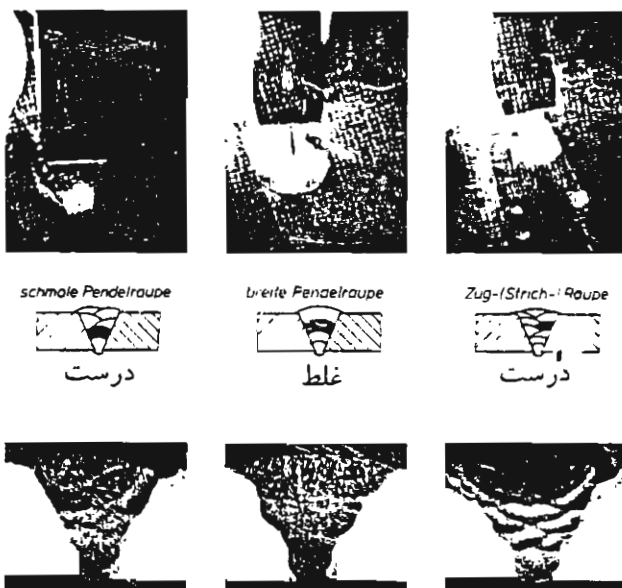 schmale Pendelraupe
breite Pendelraupe
Zug-(Strich-) Raupe
درست
غلط
درست